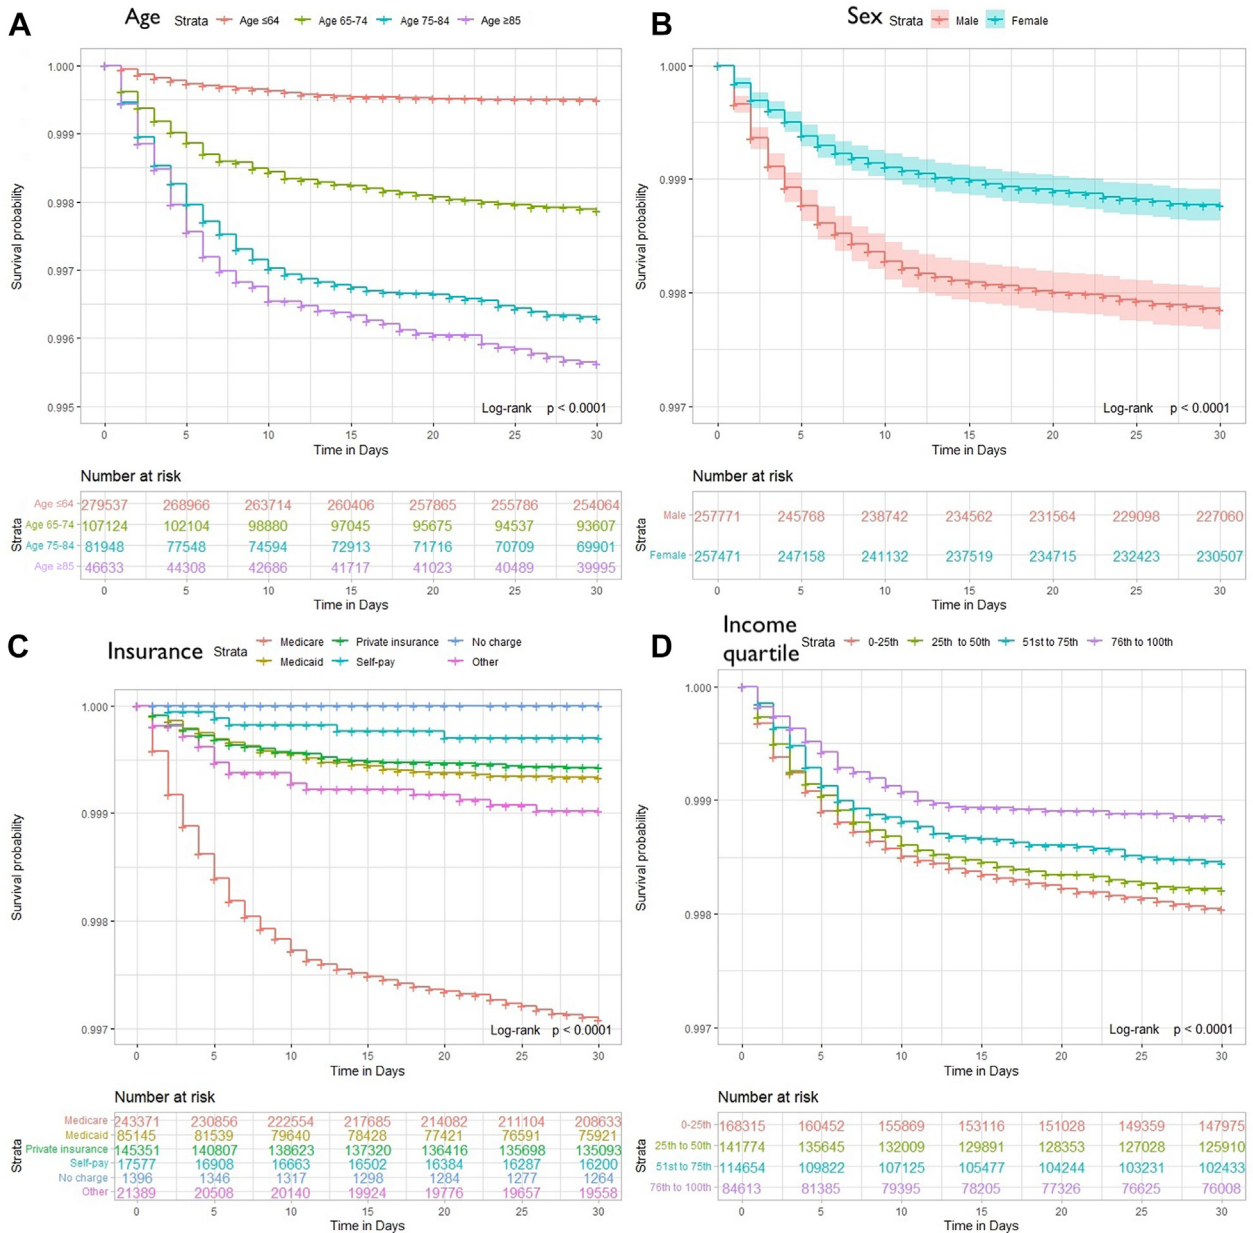 A Age Strata Age ≤64 Age 65-74 Age 75-84 Age ≥85
Survival probability
1.000
0.999
0.998
0.997
0.996
0.995
Log-rank p < 0.0001
0 5 10 15 20 25 30
Time in Days
Number at risk
Strata
Age ≤64 279537 268966 263714 260406 257865 255786 254064
Age 65-74 107124 102104 98880 97045 95675 94537 93607
Age 75-84 81948 77548 74594 72913 71716 70709 69901
Age ≥85 46633 44308 42686 41717 41023 40489 39995
0 5 10 15 20 25 30
Time in Days
B Sex Strata Male Female
Survival probability
1.000
0.999
0.998
0.997
Log-rank p < 0.0001
0 5 10 15 20 25 30
Time in Days
Number at risk
Strata
Male 257771 245768 238742 234562 231564 229098 227060
Female 257471 247158 241132 237519 234715 232423 230507
0 5 10 15 20 25 30
Time in Days
C Insurance Strata Medicare Private insurance No charge
Medicaid Self-pay Other
Survival probability
1.000
0.999
0.998
0.997
Log-rank p < 0.0001
0 5 10 15 20 25 30
Time in Days
Number at risk
Strata
Medicare 243371 230856 222554 217685 214082 211104 208633
Medicaid 85145 81539 79640 78428 77421 76591 75921
Private insurance 145351 140807 138623 137320 136416 135698 135093
Self-pay 17577 16908 16663 16502 16384 16287 16200
No charge 1396 1346 1317 1298 1284 1277 1264
Other 21389 20508 20140 19924 19776 19657 19558
0 5 10 15 20 25 30
Time in Days
D Income
quartile Strata 0-25th 25th to 50th 51st to 75th 76th to 100th
Survival probability
1.000
0.999
0.998
0.997
Log-rank p < 0.0001
0 5 10 15 20 25 30
Time in Days
Number at risk
Strata
0-25th 168315 160452 155869 153116 151028 149359 147975
25th to 50th 141774 135645 132009 129891 128353 127028 125910
51st to 75th 114654 109822 107125 105477 104244 103231 102433
76th to 100th 84613 81385 79395 78205 77326 76625 76008
0 5 10 15 20 25 30
Time in Days